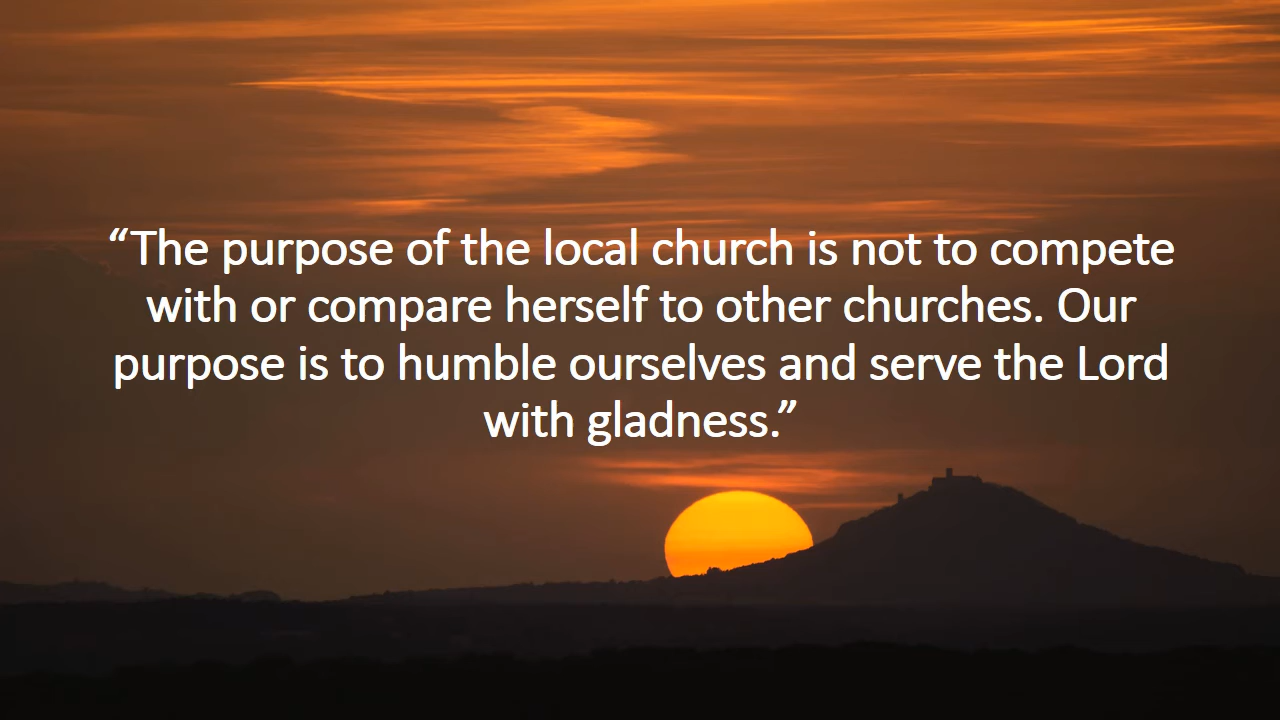 “The purpose of the local church is not to compete
with or compare herself to other churches. Our
purpose is to humble ourselves and serve the Lord
with gladness.”